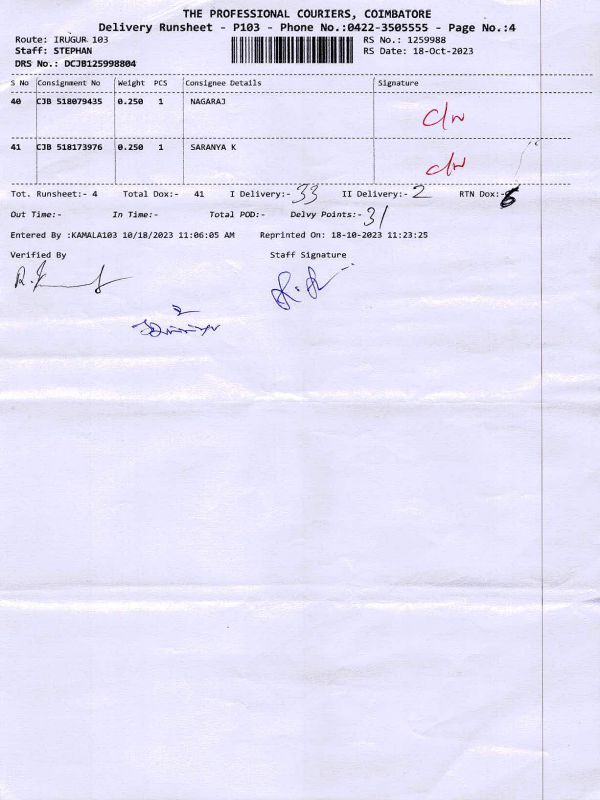 THE PROFESSIONAL COURIERS, COIMBATORE
Delivery Runsheet - P103 - Phone No.:0422-3505555 - Page No.:4
Route: IRUGUR 103 RS No.: 1259988
Staff: STEPHAN RS Date: 18-Oct-2023
DRS No.: DCJB125998804
S No Consignment No Weight PCS Consignee Details Signature
40 CJB 518079435 0.250 1 NAGARAJ C/N
41 CJB 518173976 0.250 1 SARANYA K C/N
Tot. Runsheet:- 4 Total Dox:- 41 I Delivery:- 33 II Delivery:- 2 RTN Dox:- 6
Out Time:- In Time:- Total POD:- Delvy Points:- 31
Entered By :KAMALA103 10/18/2023 11:06:05 AM Reprinted On: 18-10-2023 11:23:25
Verified By Staff Signature